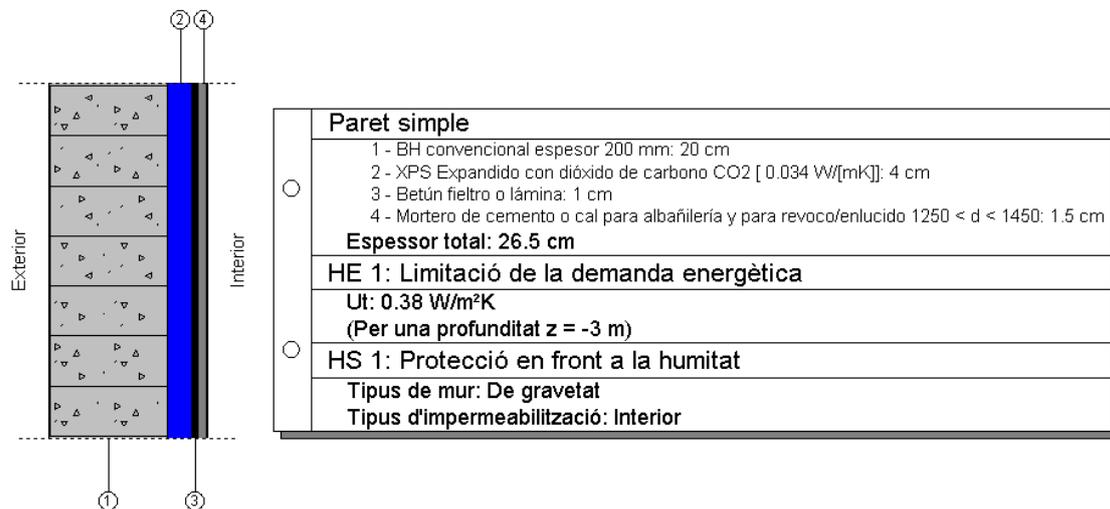 2 4
Exterior
Interior
1 3
Paret simple
1 - BH convencional espesor 200 mm: 20 cm
2 - XPS Expandido con dióxido de carbono CO2 [ 0.034 W/[mK]]: 4 cm
3 - Betún fieltro o lámina: 1 cm
4 - Mortero de cemento o cal para albañilería y para revoco/enlucido 1250 < d < 1450: 1.5 cm
Espessor total: 26.5 cm
HE 1: Limitació de la demanda energètica
Ut: 0.38 W/m²K
(Per una profunditat z = -3 m)
HS 1: Protecció en front a la humitat
Tipus de mur: De gravetat
Tipus d'impermeabilització: Interior